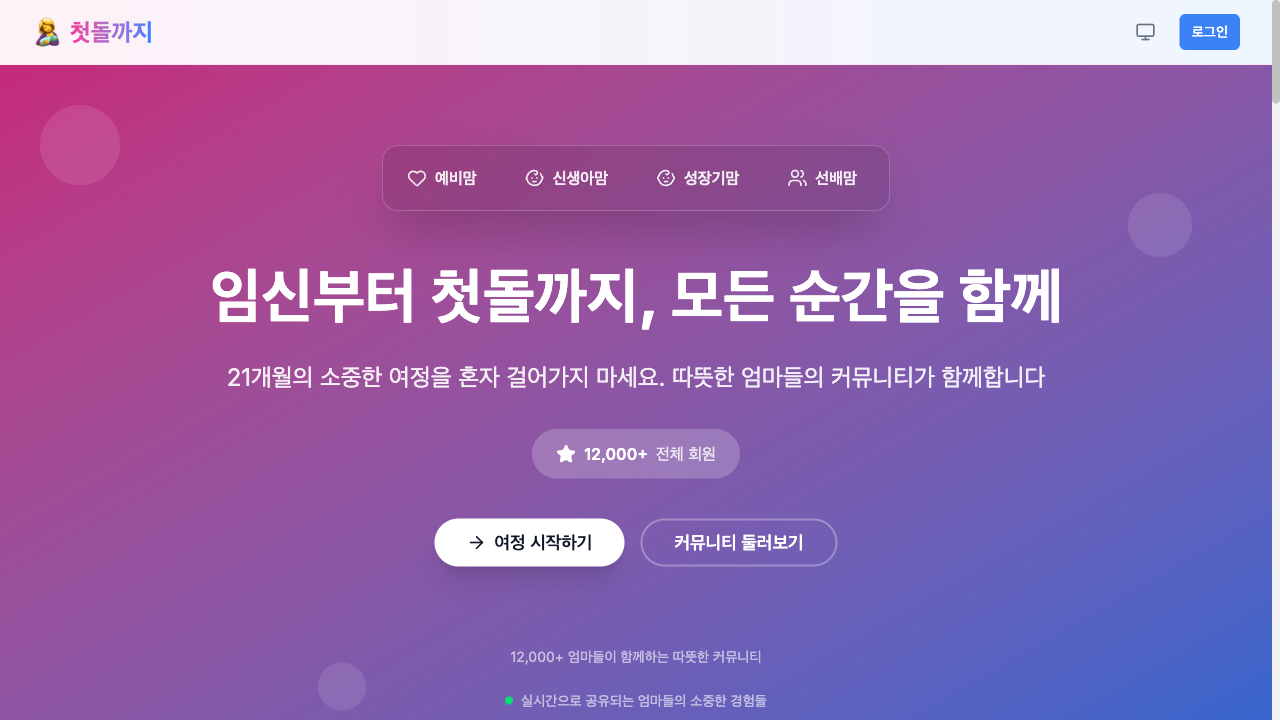 첫돌까지
로그인
예비맘
신생아맘
성장기맘
선배맘
임신부터 첫돌까지, 모든 순간을 함께
21개월의 소중한 여정을 혼자 걸어가지 마세요. 따뜻한 엄마들의 커뮤니티가 함께합니다
12,000+ 전체 회원
여정 시작하기
커뮤니티 둘러보기
12,000+ 엄마들이 함께하는 따뜻한 커뮤니티
실시간으로 공유되는 엄마들의 소중한 경험들